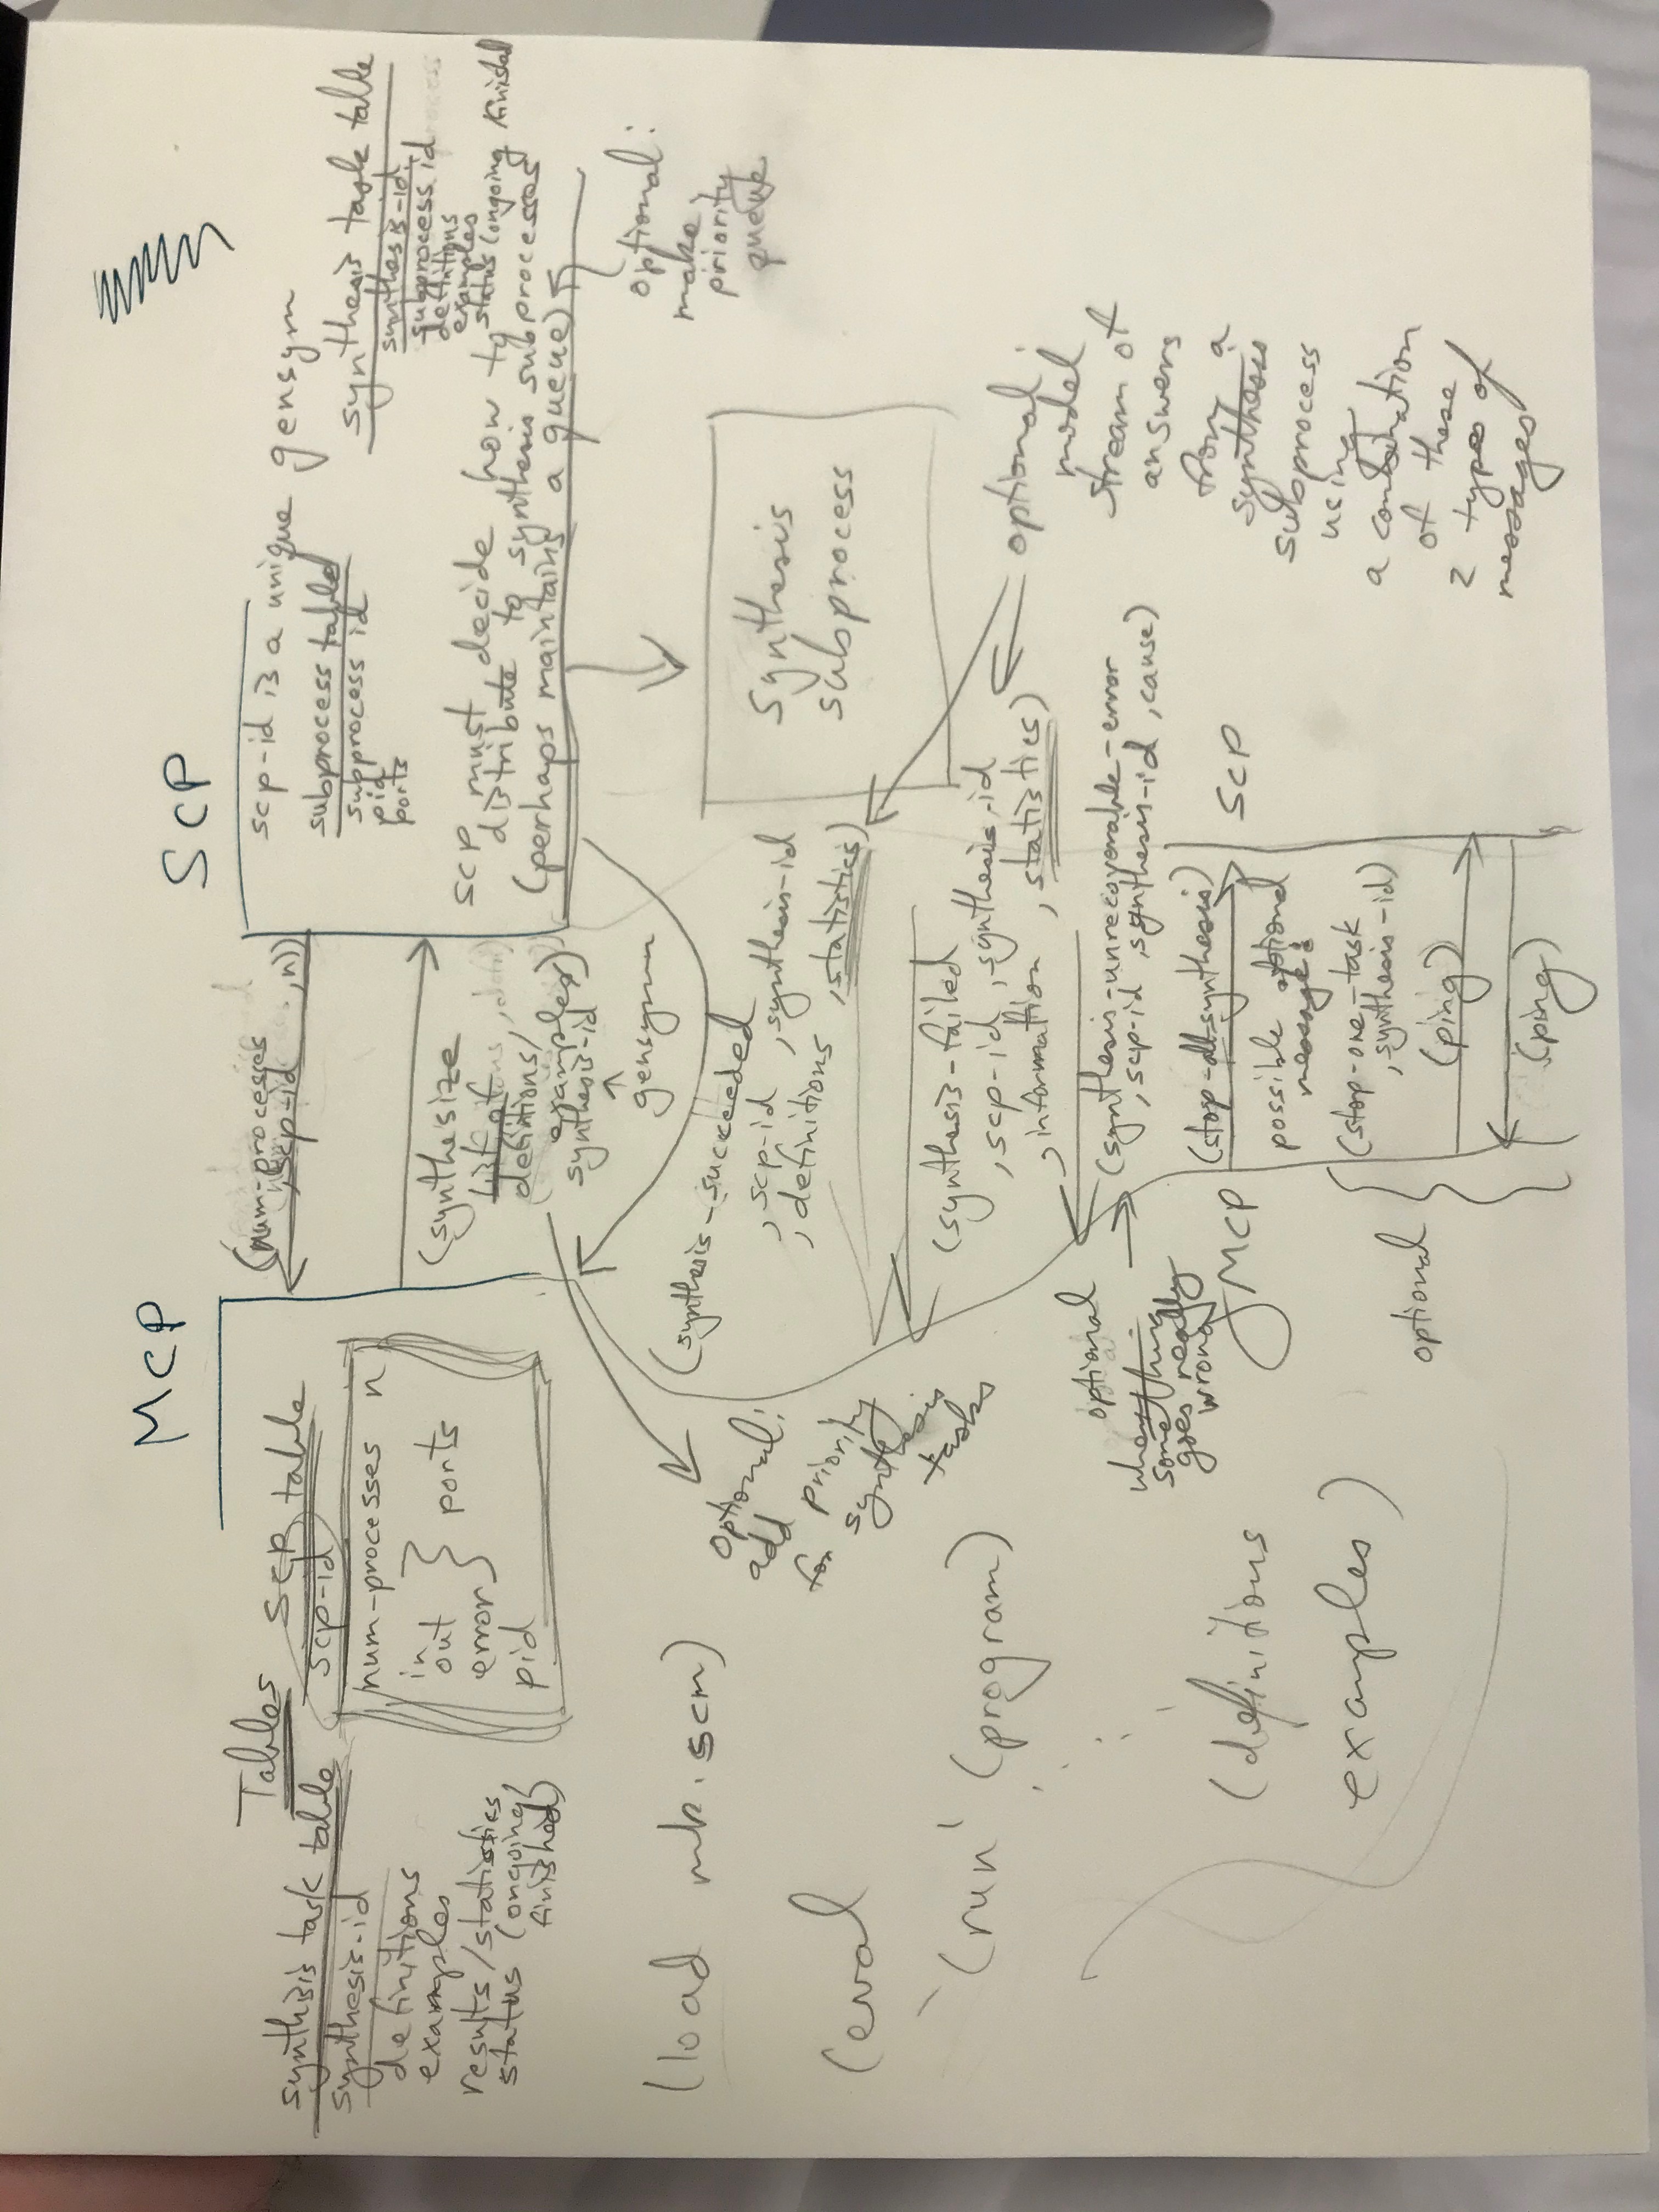 MCP
SCP
Tables
synthesis task table
synthesis-id
definitions
examples
results/statistics
status (ongoing,
finished)
scp table
scp-id
num-processes n
in
out
error
} ports
pid
(num-processes
,scp-id ,n)
(synthesize
list of
definitions/
examples)
synthesis-id
↑
gensym
scp-id is a unique gensym
subprocess table
subprocess id
pid
ports
synthesis task table
synthesis-id
subprocess id
definitions
examples
status (ongoing finished
SCP must decide how to
distribute to synthesis subprocesses
(perhaps maintains a queue)
optional:
make
priority
queue
synthesis
subprocess
(synthesis-succeeded
,scp-id ,synthesis-id
,definitions ,statistics)
(synthesis-failed
,scp-id ,synthesis-id
,information ,statistics)
optional:
model
stream of
answers
from a
synthesis
subprocess
using
a combination
of these
2 types of
messages
optional:
add
priority
for synthesis
tasks
(load mk.scm)
(eval
`(run' (program)
(definitions
examples)
optional
when
something
goes really
wrong
(synthesis-unrecoverable-error
,scp-id ,synthesis-id ,cause)
MCP
SCP
(stop-all-synthesis)
possible optional
messages:
(stop-one-task
,synthesis-id)
(ping)
(ping)
optional